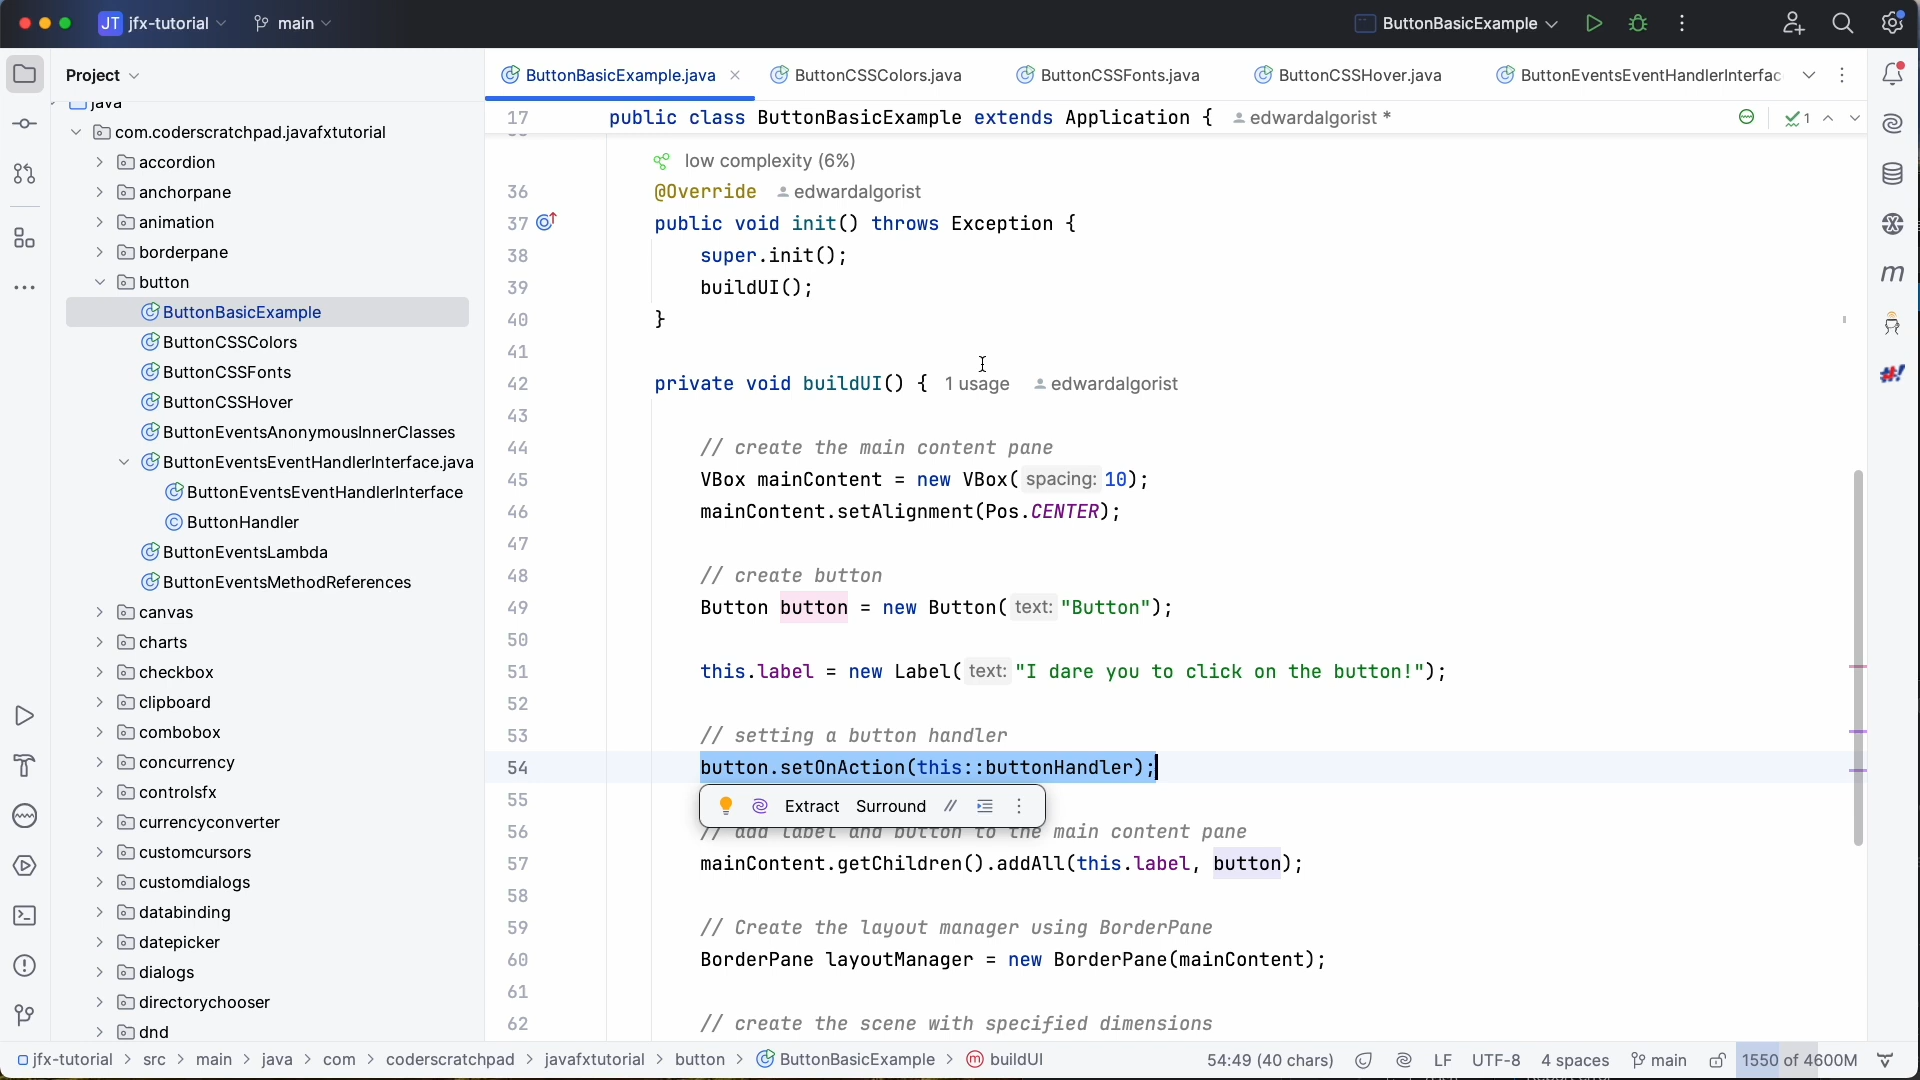 JT jfx-tutorial main ButtonBasicExample
Project
ButtonBasicExample.java
ButtonCSSColors.java
ButtonCSSFonts.java
ButtonCSSHover.java
ButtonEventsEventHandlerInterfac
java
com.coderscratchpad.javafxtutorial
accordion
anchorpane
animation
borderpane
button
ButtonBasicExample
ButtonCSSColors
ButtonCSSFonts
ButtonCSSHover
ButtonEventsAnonymousInnerClasses
ButtonEventsEventHandlerInterface.java
ButtonEventsEventHandlerInterface
ButtonHandler
ButtonEventsLambda
ButtonEventsMethodReferences
canvas
charts
checkbox
clipboard
combobox
concurrency
controlsfx
currencyconverter
customcursors
customdialogs
databinding
datepicker
dialogs
directorychooser
dnd
17 public class ButtonBasicExample extends Application { edwardalgorist *
1
low complexity (6%)
36 @Override edwardalgorist
37 public void init() throws Exception {
38 super.init();
39 buildUI();
40 }
41
42 private void buildUI() { 1 usage edwardalgorist
43
44 // create the main content pane
45 VBox mainContent = new VBox( spacing: 10);
46 mainContent.setAlignment(Pos.CENTER);
47
48 // create button
49 Button button = new Button( text: "Button");
50
51 this.label = new Label( text: "I dare you to click on the button!");
52
53 // setting a button handler
54 button.setOnAction(this::buttonHandler);
55
Extract Surround //
56 // add label and button to the main content pane
57 mainContent.getChildren().addAll(this.label, button);
58
59 // Create the layout manager using BorderPane
60 BorderPane layoutManager = new BorderPane(mainContent);
61
62 // create the scene with specified dimensions
jfx-tutorial > src > main > java > com > coderscratchpad > javafxtutorial > button > ButtonBasicExample > buildUI
54:49 (40 chars) LF UTF-8 4 spaces main 1550 of 4600M